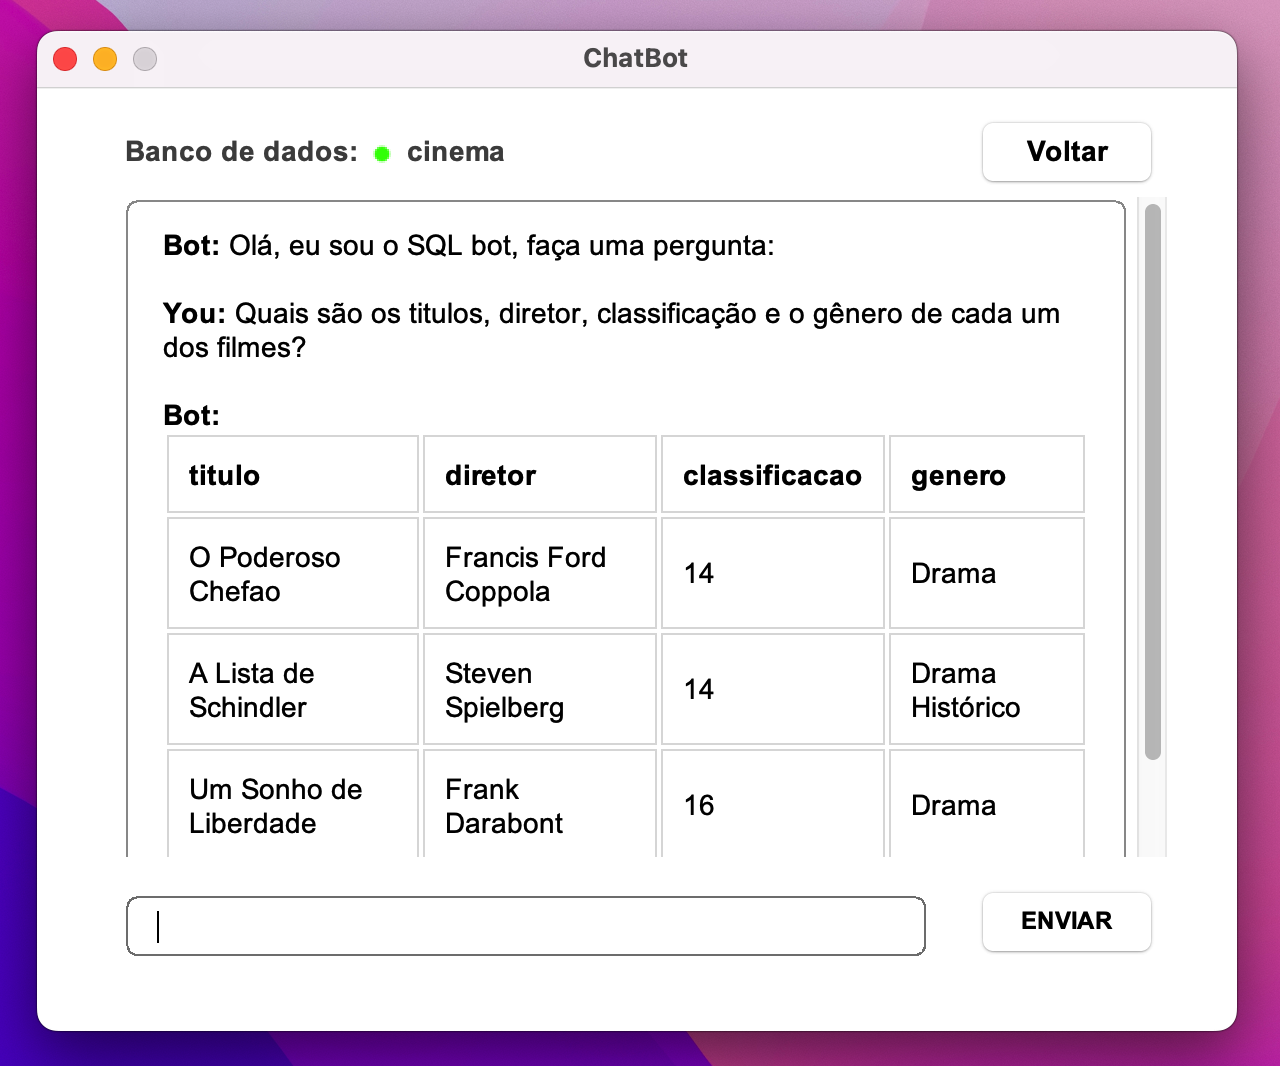 ChatBot
Banco de dados: cinema
Voltar
Bot: Olá, eu sou o SQL bot, faça uma pergunta:
You: Quais são os titulos, diretor, classificação e o gênero de cada um
dos filmes?
Bot:
titulo diretor classificacao genero
O Poderoso Chefao Francis Ford Coppola 14 Drama
A Lista de Schindler Steven Spielberg 14 Drama Histórico
Um Sonho de Liberdade Frank Darabont 16 Drama
ENVIAR